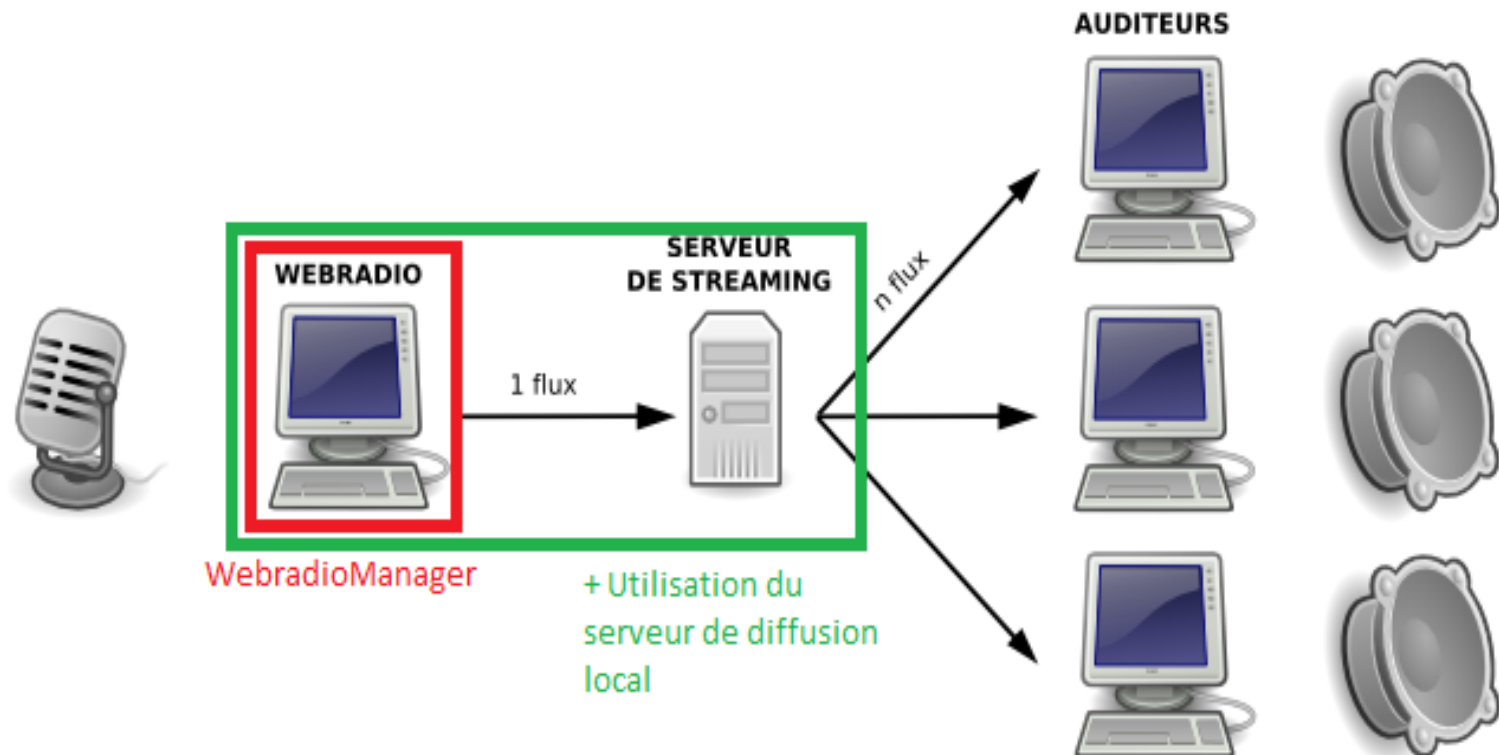 AUDITEURS
WEBRADIO
SERVEUR
DE STREAMING
1 flux
n flux
WebradioManager
+ Utilisation du
serveur de diffusion
local